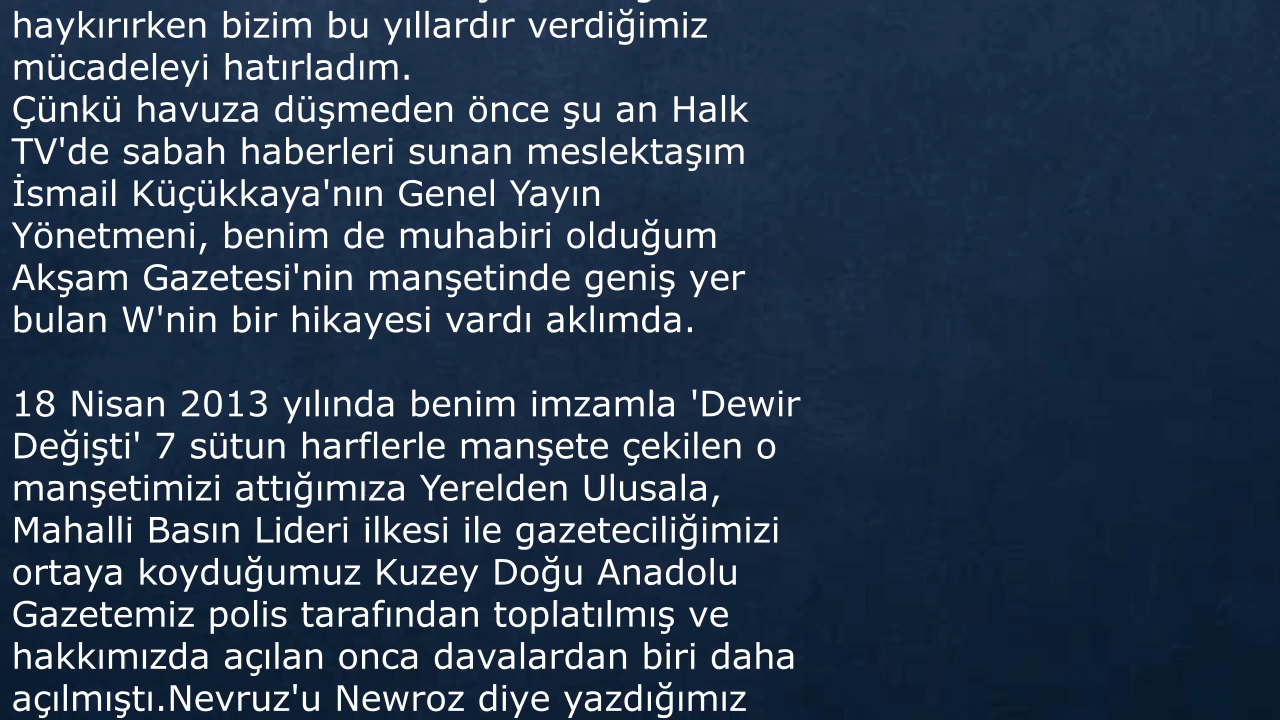 haykırırken bizim bu yıllardır verdiğimiz
mücadeleyi hatırladım.
Çünkü havuza düşmeden önce şu an Halk
TV'de sabah haberleri sunan meslektaşım
İsmail Küçükkaya'nın Genel Yayın
Yönetmeni, benim de muhabiri olduğum
Akşam Gazetesi'nin manşetinde geniş yer
bulan W'nin bir hikayesi vardı aklımda.

18 Nisan 2013 yılında benim imzamla 'Dewir
Değişti' 7 sütun harflerle manşete çekilen o
manşetimizi attığımıza Yerelden Ulusala,
Mahalli Basın Lideri ilkesi ile gazeteciliğimizi
ortaya koyduğumuz Kuzey Doğu Anadolu
Gazetemiz polis tarafından toplatılmış ve
hakkımızda açılan onca davalardan biri daha
açılmıştı.Nevruz'u Newroz diye yazdığımız